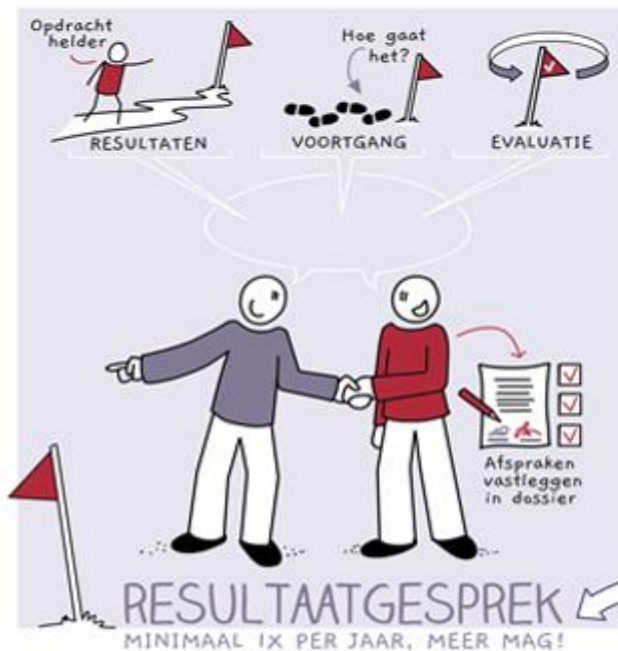 Opdracht
helder
Hoe gaat
het?
RESULTATEN
VOORTGANG
EVALUATIE
Afspraken
vastleggen
in dossier
RESULTAATGESPREK
MINIMAAL 1X PER JAAR, MEER MAG!